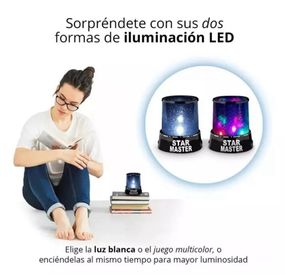 Sorpréndete con sus dos
formas de iluminación LED
STAR
MASTER
STAR
MASTER
Elige la luz blanca o el juego multicolor, o
enciéndelas al mismo tiempo para mayor luminosidad